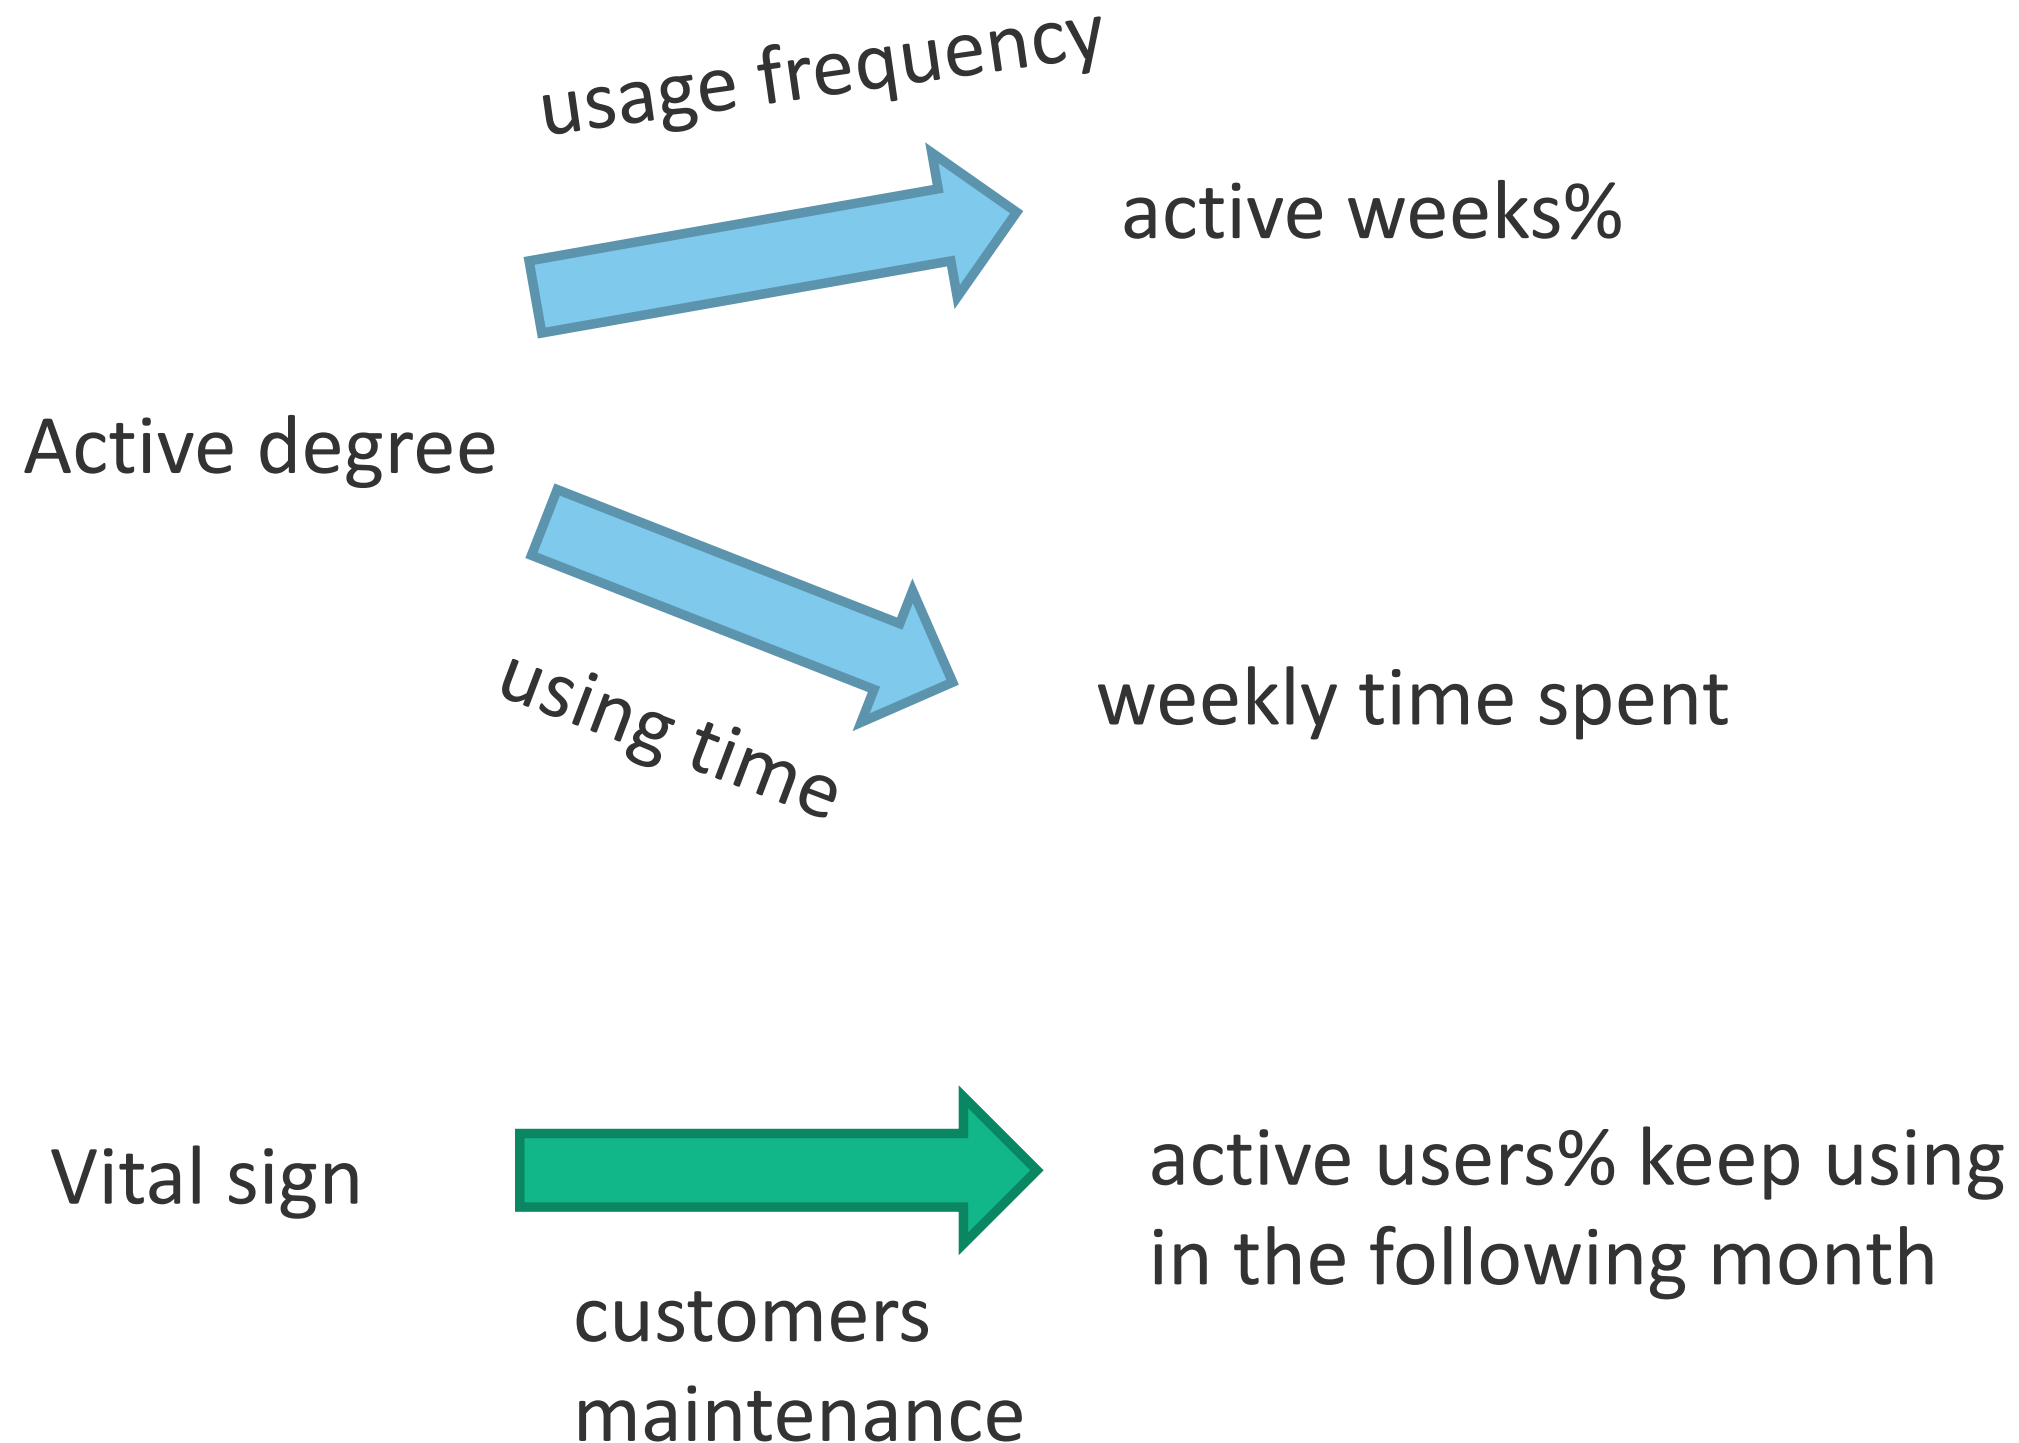 usage frequency
active weeks%
Active degree
using time
weekly time spent
Vital sign
customers
maintenance
active users% keep using
in the following month